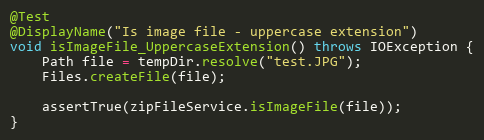 @Test
@DisplayName("Is image file - uppercase extension")
void isImageFile_UppercaseExtension() throws IOException {
    Path file = tempDir.resolve("test.JPG");
    Files.createFile(file);

    assertTrue(zipFileService.isImageFile(file));
}